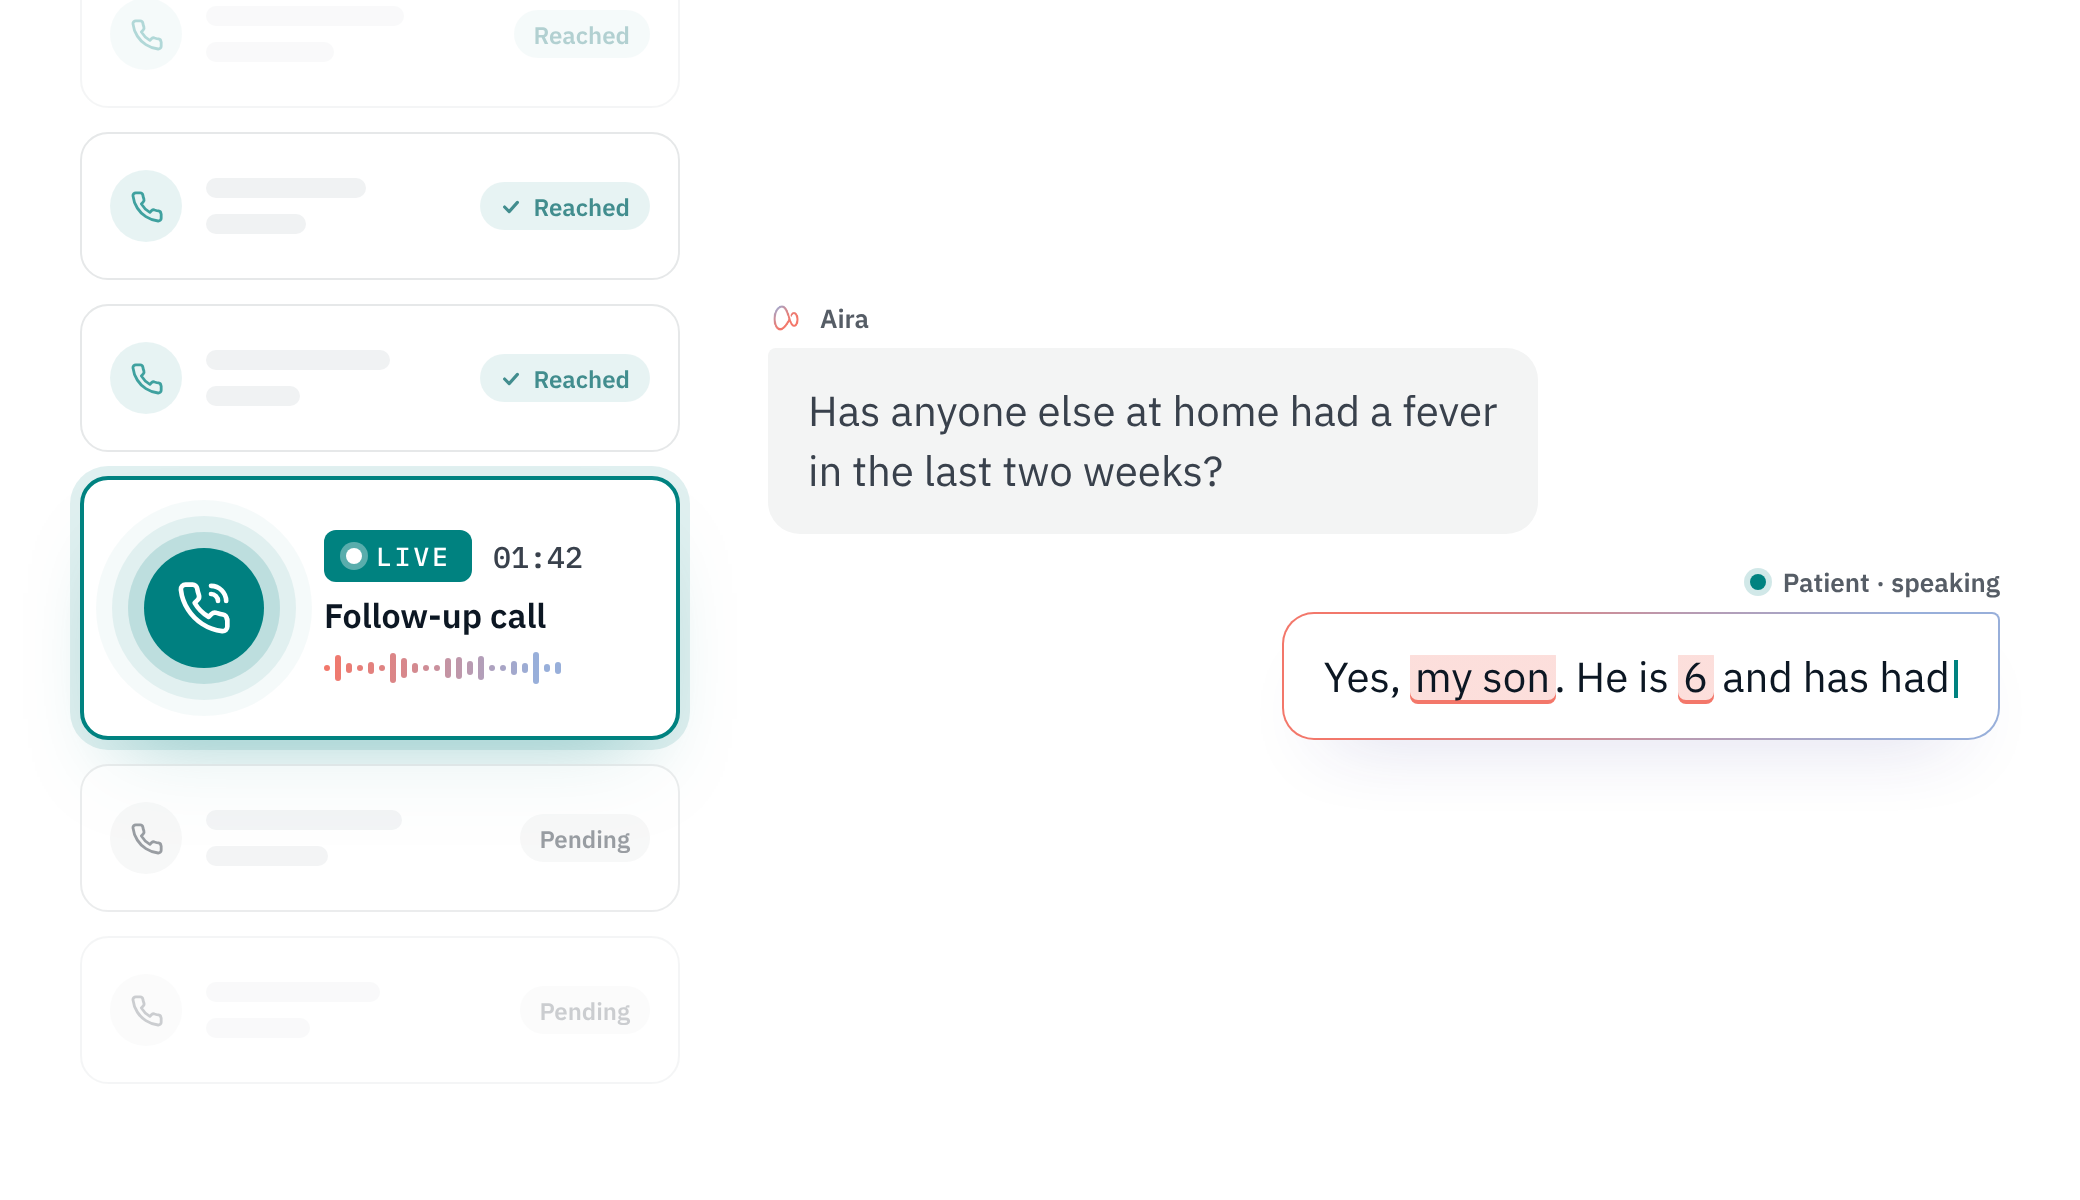 Reached
Reached
Reached
LIVE 01:42
Follow-up call
Pending
Pending
Aira
Has anyone else at home had a fever
in the last two weeks?
Patient · speaking
Yes, my son. He is 6 and has had